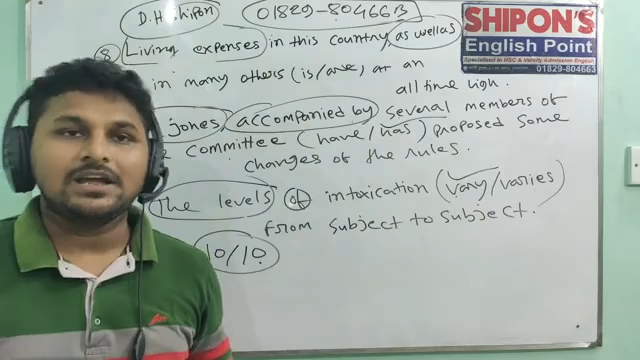 D.H Shipon 01829-804663
SHIPON'S
English Point
Specialized in HSC & Varsity Admission English
01829-804663
8 Living expenses in this country as well as
in many others (is/are) at an
all time high.
jones, accompanied by several members of
committee (have/has) proposed some
changes of the rules.
The levels of intoxication (vary/varies)
from subject to subject.
10/10